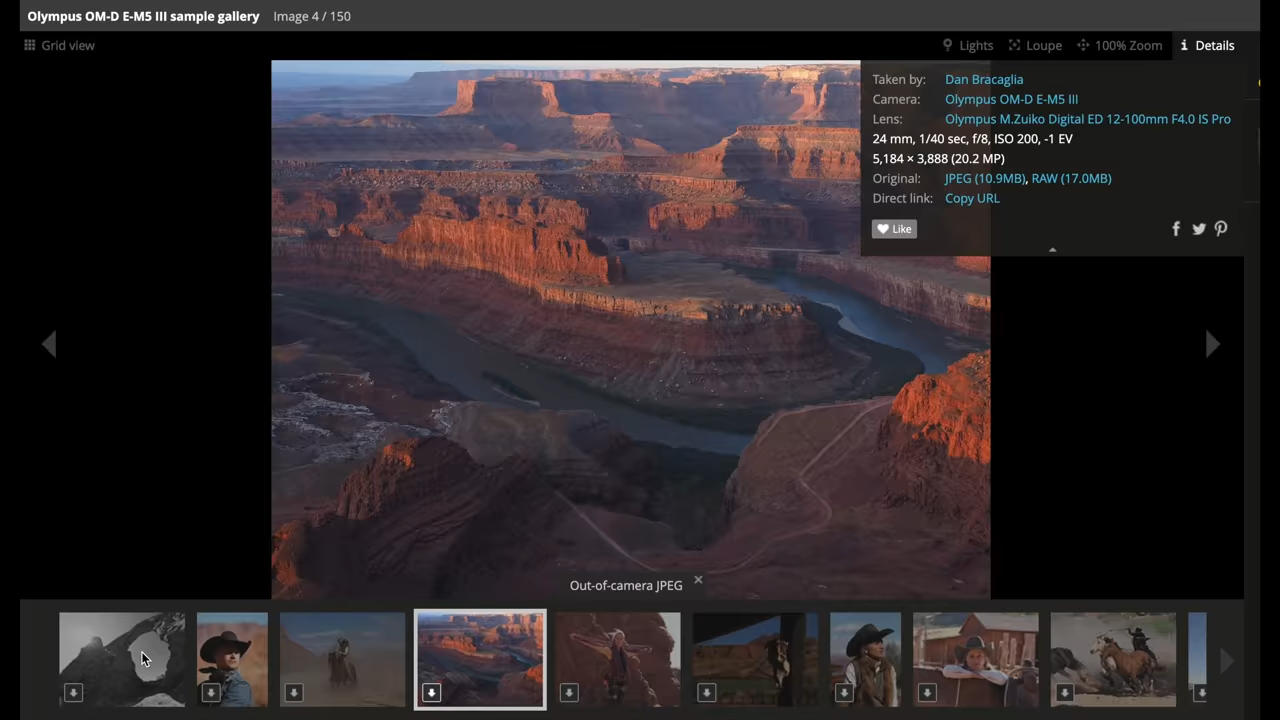 Olympus OM-D E-M5 III sample gallery Image 4 / 150
Grid view Lights Loupe 100% Zoom Details
Taken by: Dan Bracaglia
Camera: Olympus OM-D E-M5 III
Lens: Olympus M.Zuiko Digital ED 12-100mm F4.0 IS Pro
24 mm, 1/40 sec, f/8, ISO 200, -1 EV
5,184 × 3,888 (20.2 MP)
Original: JPEG (10.9MB), RAW (17.0MB)
Direct link: Copy URL
Like
Out-of-camera JPEG